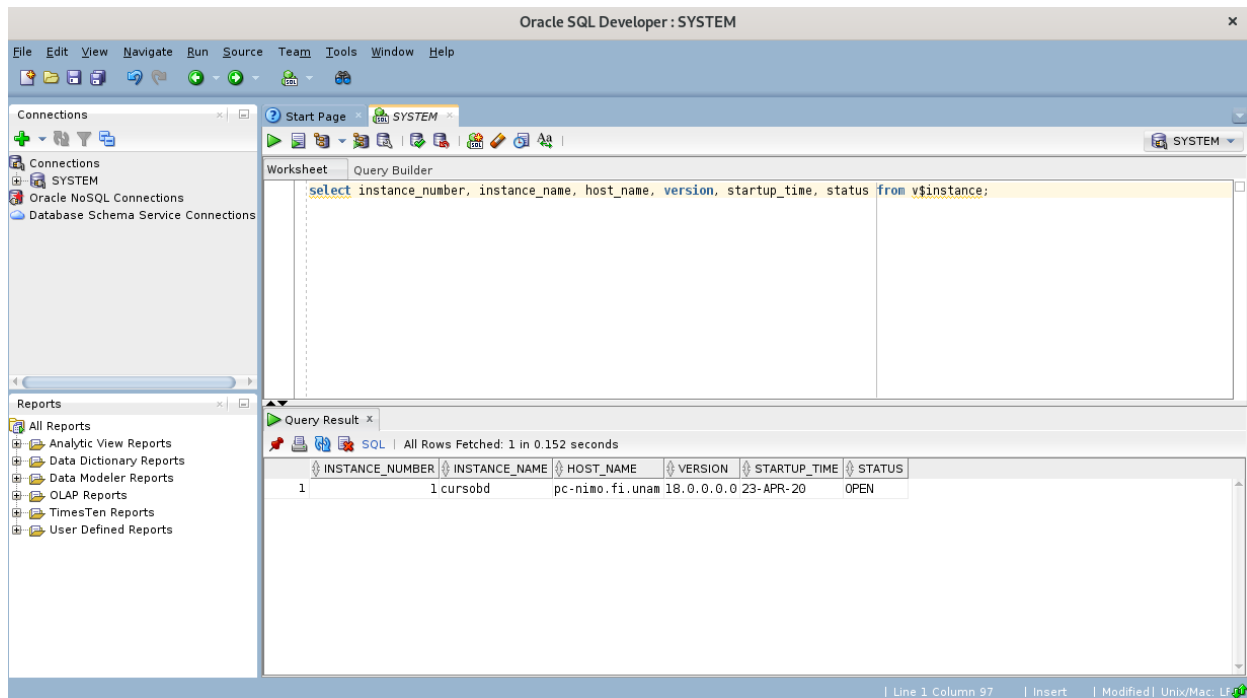 Oracle SQL Developer : SYSTEM
File Edit View Navigate Run Source Team Tools Window Help
Connections
Connections
SYSTEM
Oracle NoSQL Connections
Database Schema Service Connections
Start Page
SYSTEM
SYSTEM
Worksheet Query Builder
select instance_number, instance_name, host_name, version, startup_time, status from v$instance;
Reports
All Reports
Analytic View Reports
Data Dictionary Reports
Data Modeler Reports
OLAP Reports
TimesTen Reports
User Defined Reports
Query Result
SQL | All Rows Fetched: 1 in 0.152 seconds
INSTANCE_NUMBER INSTANCE_NAME HOST_NAME VERSION STARTUP_TIME STATUS
1 1 cursobd pc-nimo.fi.unam 18.0.0.0.0 23-APR-20 OPEN
| Line 1 Column 97 | Insert | Modified | Unix/Mac: LF